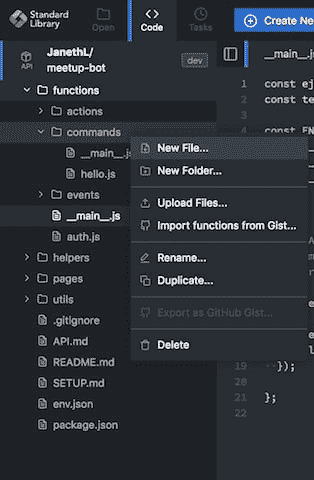 Standard
Library
Open
Code
Tasks
Create Ne
API
JanethL/
meetup-bot
dev
__main__.j
functions
actions
commands
__main__.js
hello.js
events
__main__.js
auth.js
helpers
pages
utils
.gitignore
API.md
README.md
SETUP.md
env.json
package.json
New File...
New Folder...
Upload Files...
Import functions from Gist...
Rename...
Duplicate...
Export as GitHub Gist...
Delete
1
2
3
4
const ej
const te
const EN
19
20
21
22
});
};